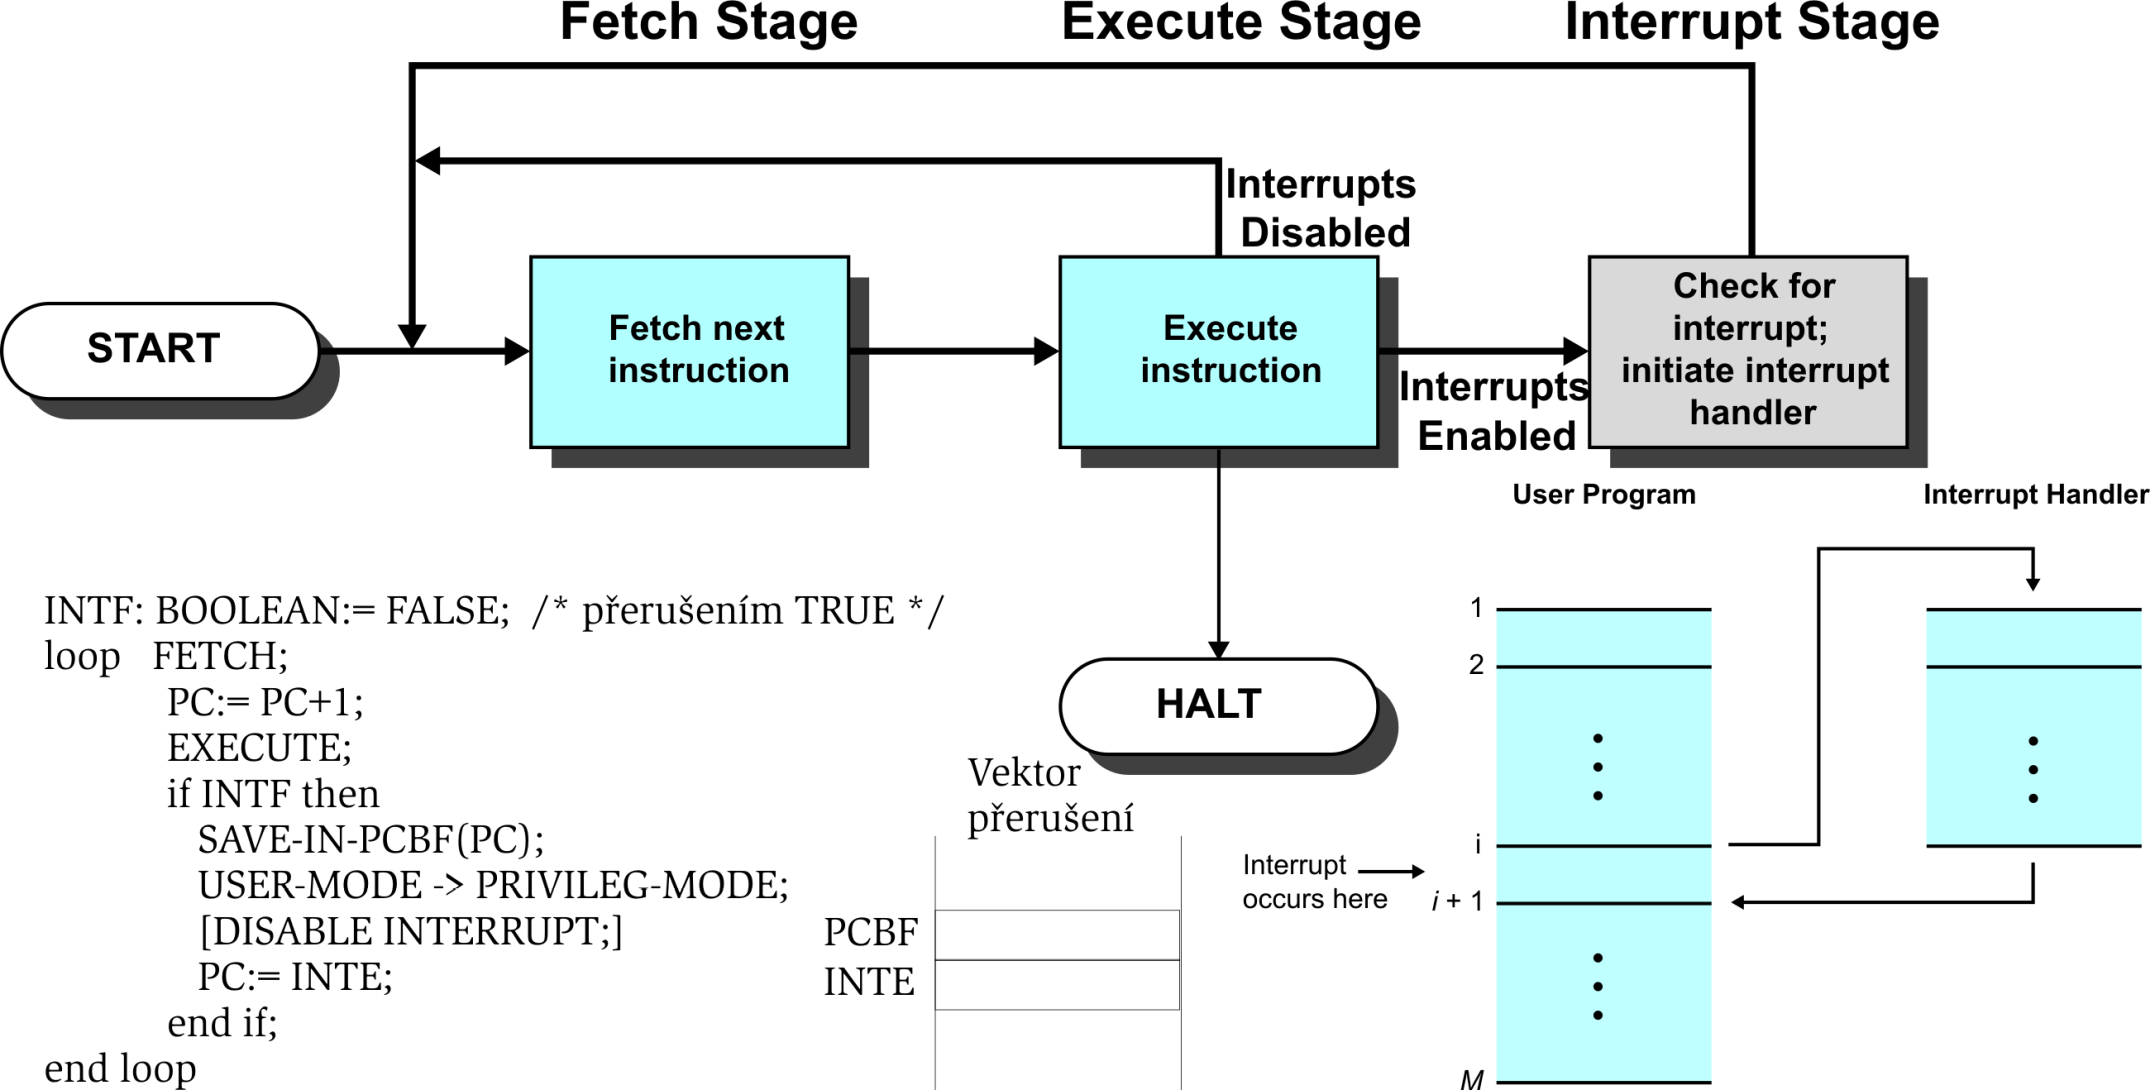 Fetch Stage
Execute Stage
Interrupt Stage
Interrupts
Disabled
START
Fetch next
instruction
Execute
instruction
Interrupts
Enabled
Check for
interrupt;
initiate interrupt
handler
HALT
INTF: BOOLEAN:= FALSE;  /* přerušením TRUE */
loop   FETCH;
PC:= PC+1;
EXECUTE;
if INTF then
SAVE-IN-PCBF(PC);
USER-MODE -> PRIVILEG-MODE;
[DISABLE INTERRUPT;]
PC:= INTE;
end if;
end loop
Vektor
přerušení
PCBF
INTE
User Program
Interrupt Handler
1
2
i
Interrupt
occurs here
i + 1
M